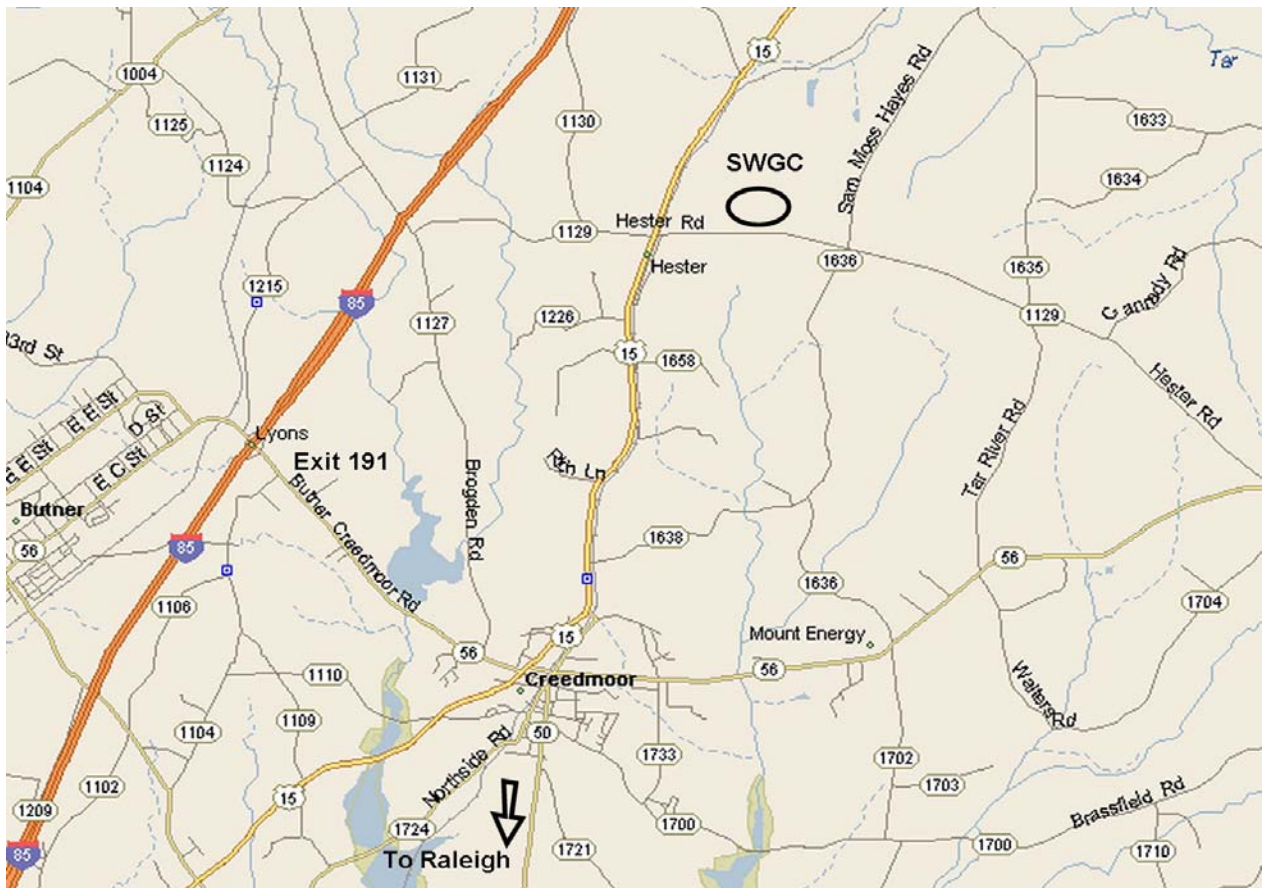 15
Tar
1004
1131
Sam Moss Hayes Rd
1125
1130
1633
1124
SWGC
1104
1634
Hester Rd
1129
Hester
1636
1635
1215
85
1127
1226
1129
15
1658
Hester Rd
D St
E E St
Lyons
Exit 191
E C St
Tar River Rd
E E St
Brogden Rd
Butner
Butner Creedmoor Rd
56
85
1638
56
1106
1636
1704
15
Mount Energy
56
56
1110
Creedmoor
Walters Rd
1109
50
1104
Northside Rd
1733
1702
1703
1102
15
Brassfield Rd
1209
1724
1700
85
To Raleigh
1721
1700
1710